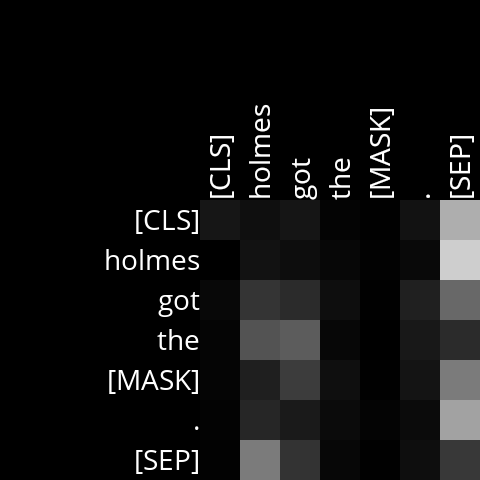 [CLS] holmes got the [MASK] . [SEP]
[CLS]
holmes
got
the
[MASK]
.
[SEP]